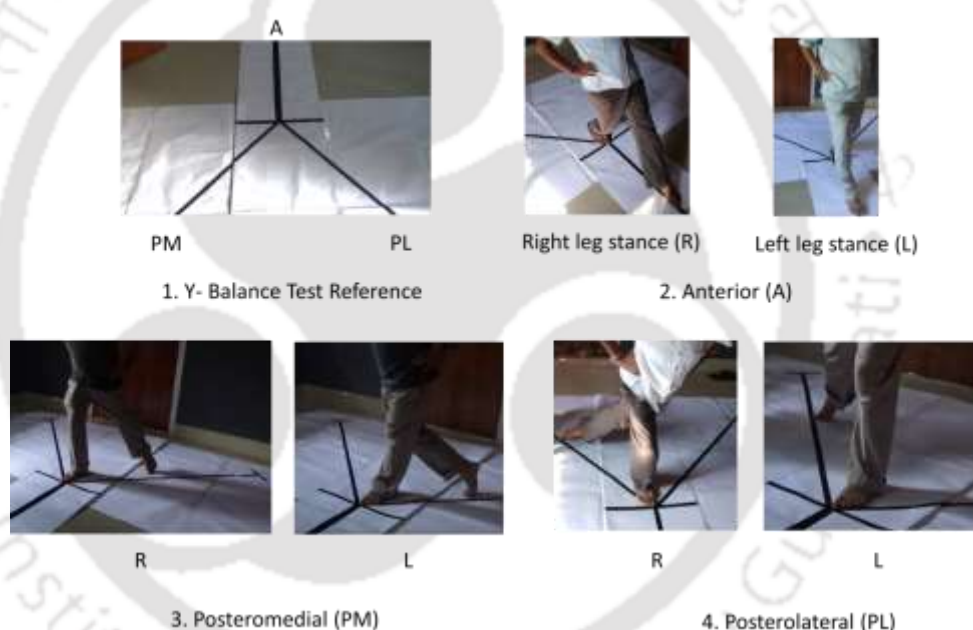 A
PM PL
1. Y- Balance Test Reference
Right leg stance (R) Left leg stance (L)
2. Anterior (A)
R L
3. Posteromedial (PM)
R L
4. Posterolateral (PL)